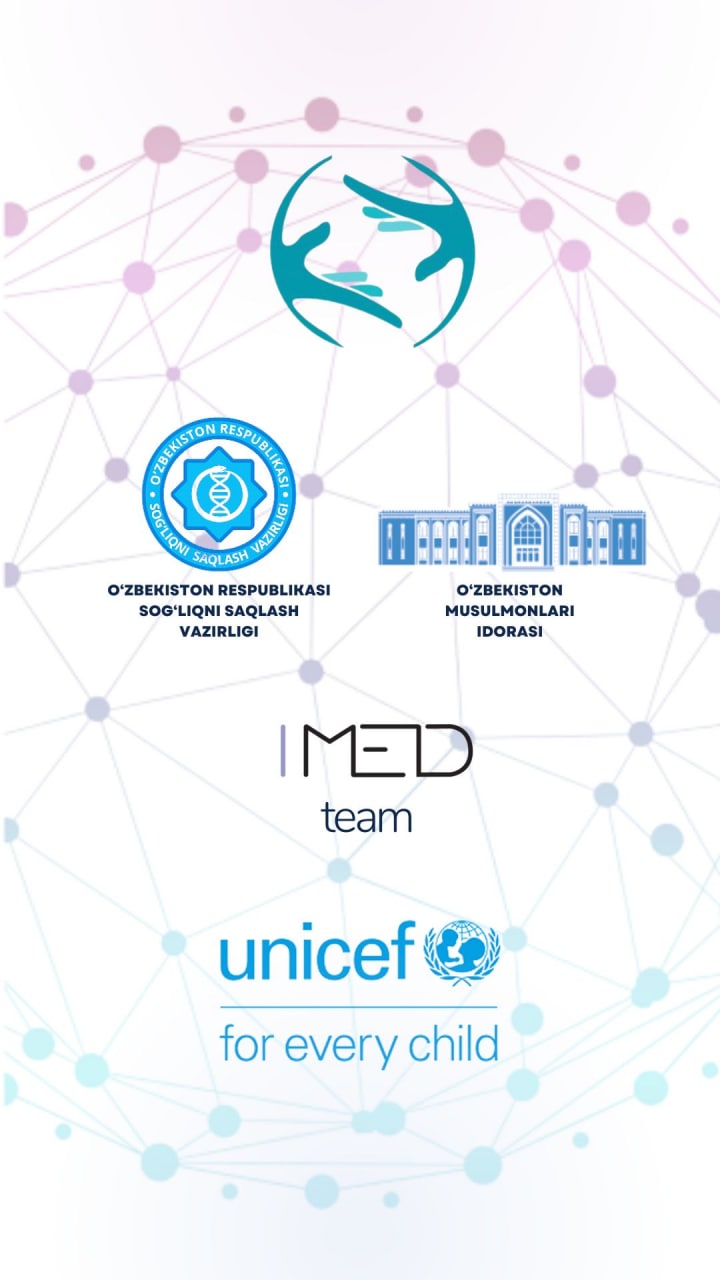 O‘ZBEKISTON RESPUBLIKASI
SOG‘LIQNI SAQLASH VAZIRLIGI
O‘ZBEKISTON RESPUBLIKASI
SOG‘LIQNI SAQLASH
VAZIRLIGI
O‘ZBEKISTON
MUSULMONLARI
IDORASI
I MED
team
unicef
for every child